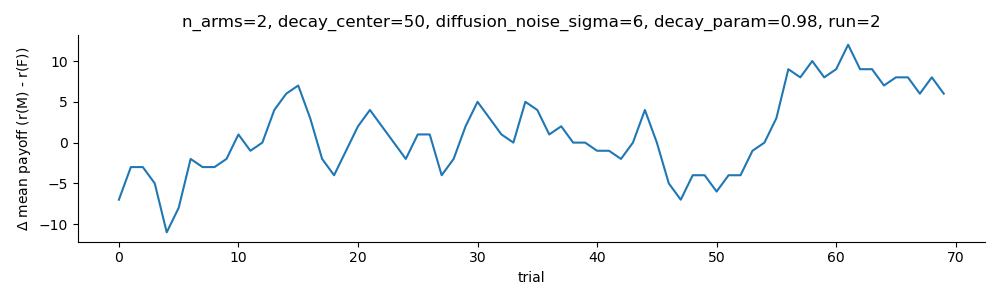 n_arms=2, decay_center=50, diffusion_noise_sigma=6, decay_param=0.98, run=2
Δ mean payoff (r(M) - r(F))
10
5
0
−5
−10
0 10 20 30 40 50 60 70
trial